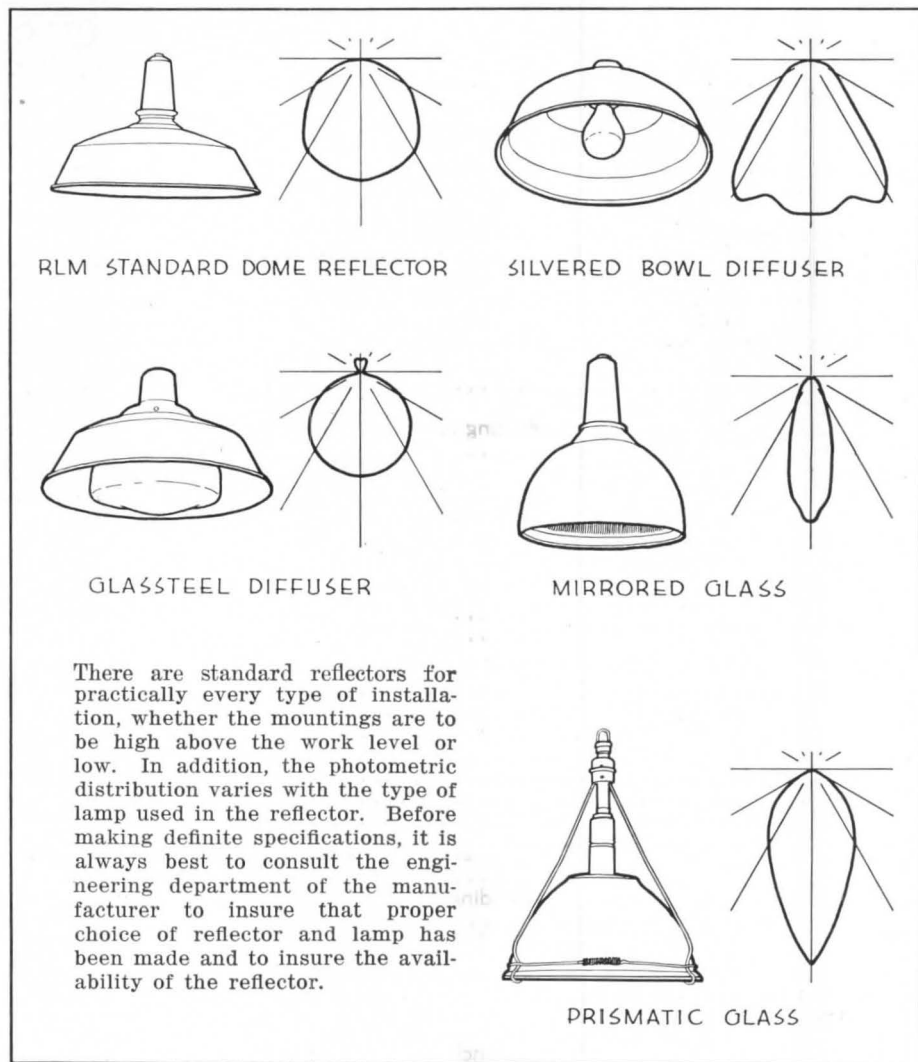 RLM STANDARD DOME REFLECTOR
SILVERED BOWL DIFFUSER
GLASSTEEL DIFFUSER
MIRRORED GLASS
There are standard reflectors for
practically every type of installa-
tion, whether the mountings are to
be high above the work level or
low. In addition, the photometric
distribution varies with the type of
lamp used in the reflector. Before
making definite specifications, it is
always best to consult the engi-
neering department of the manu-
facturer to insure that proper
choice of reflector and lamp has
been made and to insure the avail-
ability of the reflector.
PRISMATIC GLASS